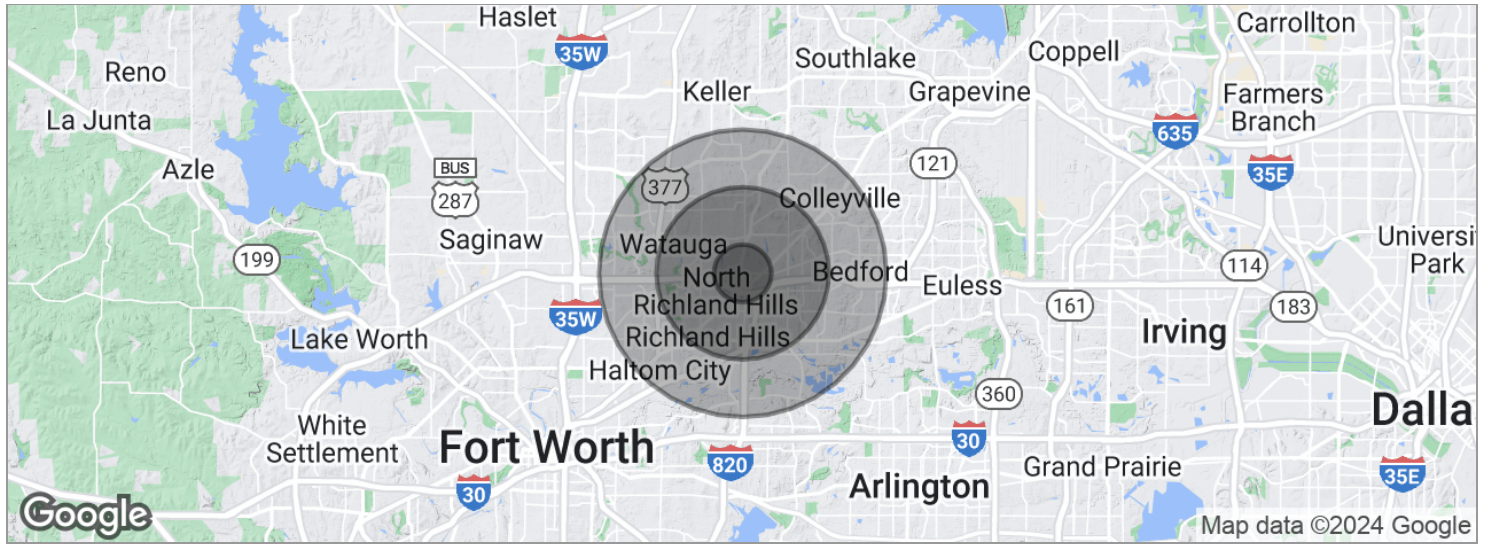 Haslet
Carrollton
35W
Southlake
Coppell
Reno
Keller
Grapevine
Farmers
Branch
La Junta
635
121
Azle
BUS
287
377
35E
Colleyville
Saginaw
Watauga
Universi
Park
199
North
Richland Hills
Bedford
Euless
114
161
183
35W
Richland Hills
Lake Worth
Irving
Haltom City
360
Dalla
White
Settlement
Fort Worth
30
820
Grand Prairie
35E
30
Arlington
Google
Map data ©2024 Google